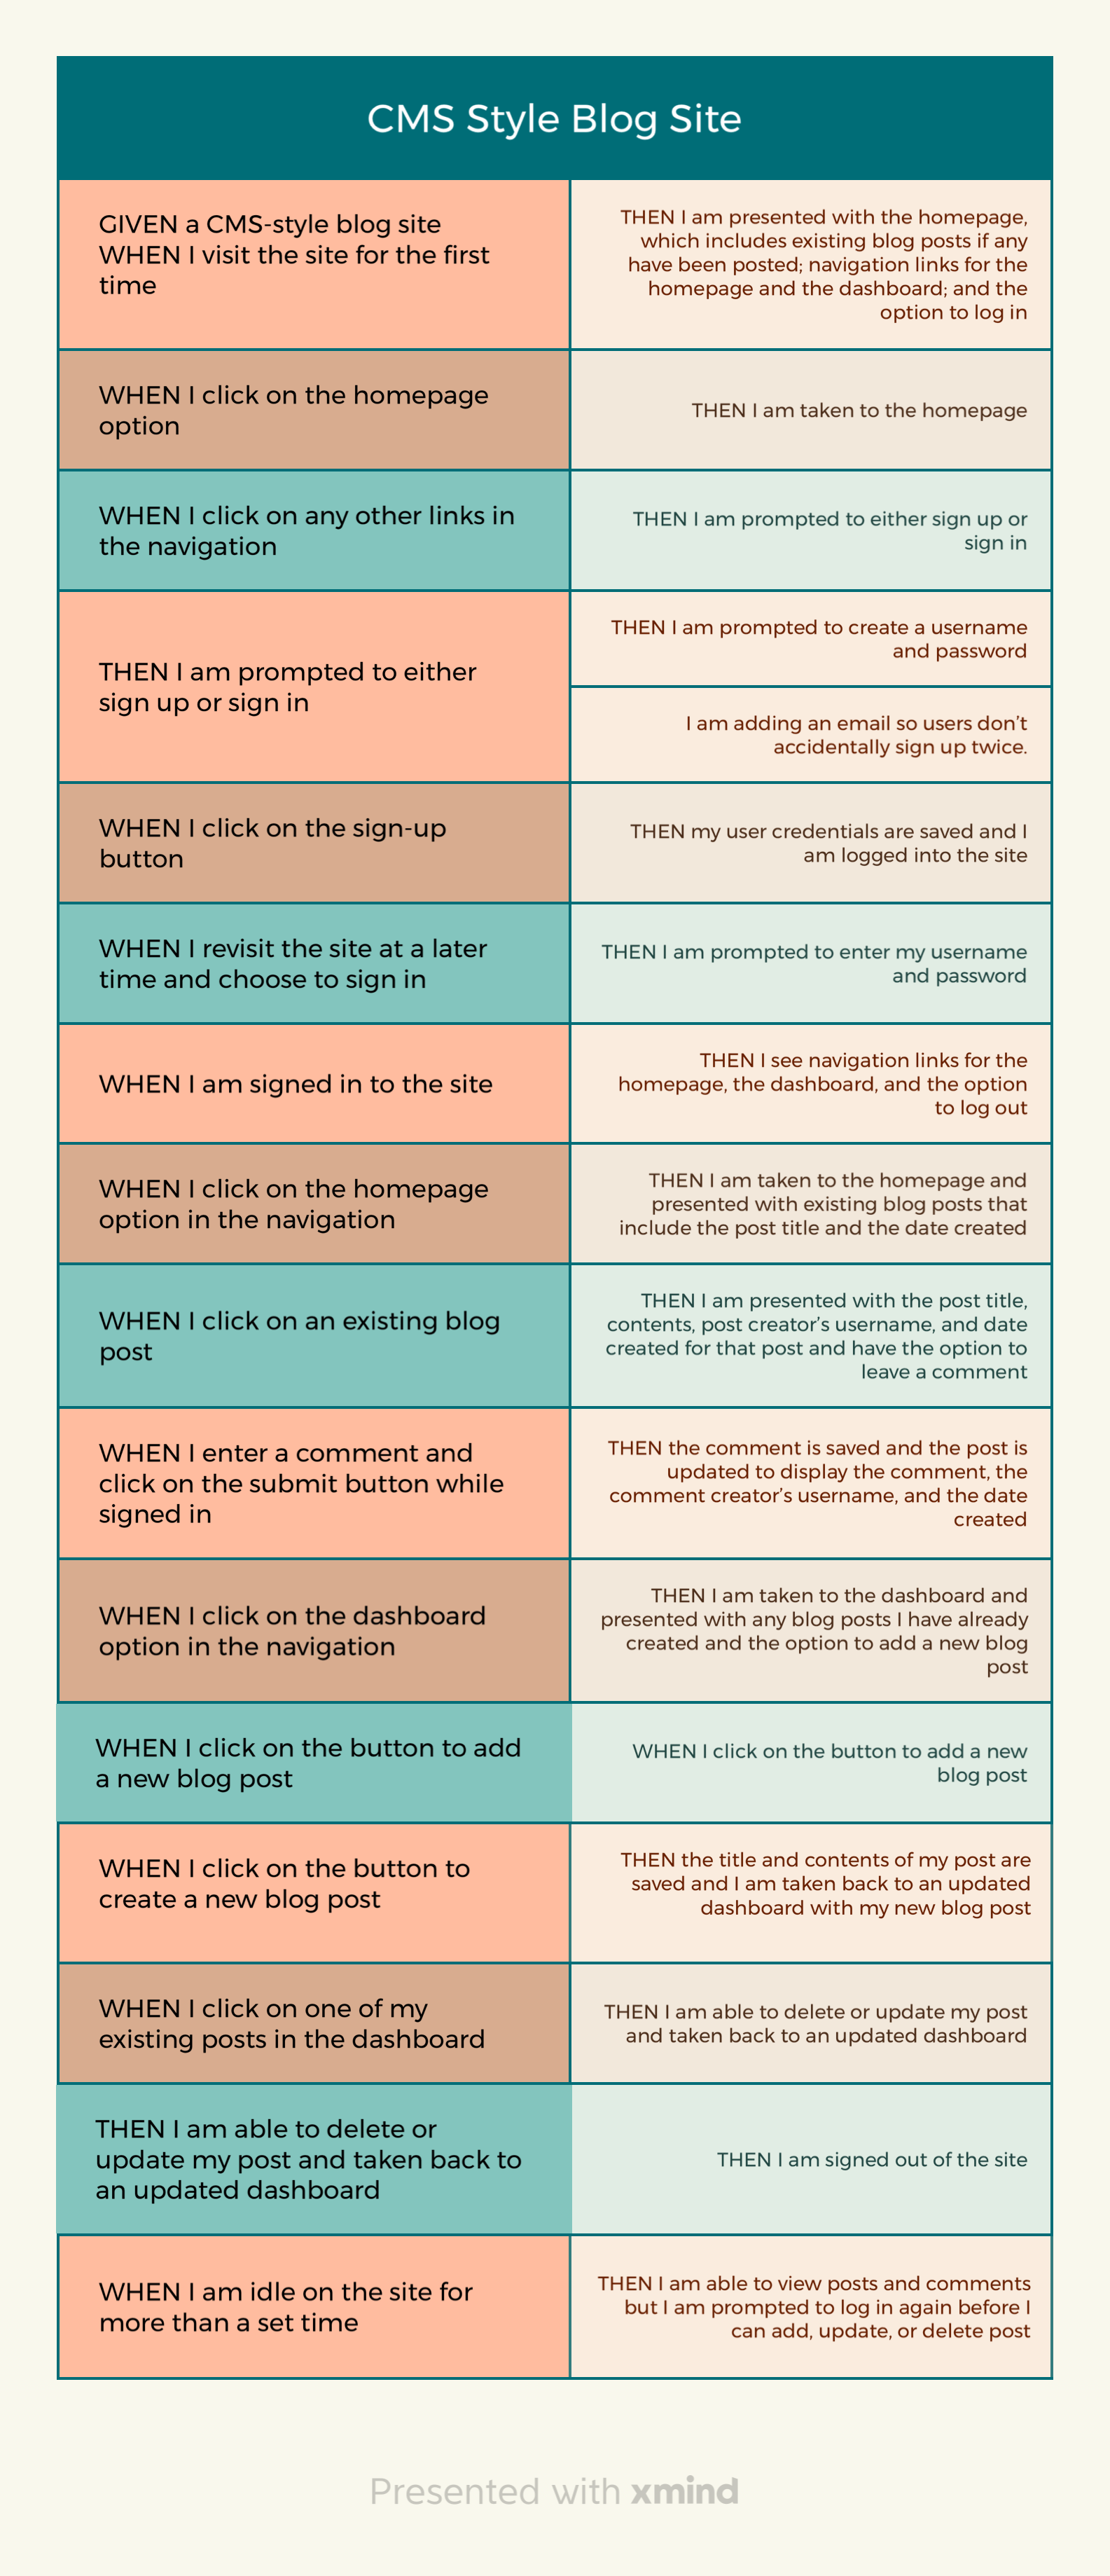 CMS Style Blog Site
GIVEN a CMS-style blog site
WHEN I visit the site for the first
time
THEN I am presented with the homepage,
which includes existing blog posts if any
have been posted; navigation links for the
homepage and the dashboard; and the
option to log in
WHEN I click on the homepage
option
THEN I am taken to the homepage
WHEN I click on any other links in
the navigation
THEN I am prompted to either sign up or
sign in
THEN I am prompted to either
sign up or sign in
THEN I am prompted to create a username
and password
I am adding an email so users don’t
accidentally sign up twice.
WHEN I click on the sign-up
button
THEN my user credentials are saved and I
am logged into the site
WHEN I revisit the site at a later
time and choose to sign in
THEN I am prompted to enter my username
and password
WHEN I am signed in to the site
THEN I see navigation links for the
homepage, the dashboard, and the option
to log out
WHEN I click on the homepage
option in the navigation
THEN I am taken to the homepage and
presented with existing blog posts that
include the post title and the date created
WHEN I click on an existing blog
post
THEN I am presented with the post title,
contents, post creator’s username, and date
created for that post and have the option to
leave a comment
WHEN I enter a comment and
click on the submit button while
signed in
THEN the comment is saved and the post is
updated to display the comment, the
comment creator’s username, and the date
created
WHEN I click on the dashboard
option in the navigation
THEN I am taken to the dashboard and
presented with any blog posts I have already
created and the option to add a new blog
post
WHEN I click on the button to add
a new blog post
WHEN I click on the button to add a new
blog post
WHEN I click on the button to
create a new blog post
THEN the title and contents of my post are
saved and I am taken back to an updated
dashboard with my new blog post
WHEN I click on one of my
existing posts in the dashboard
THEN I am able to delete or update my post
and taken back to an updated dashboard
THEN I am able to delete or
update my post and taken back to
an updated dashboard
THEN I am signed out of the site
WHEN I am idle on the site for
more than a set time
THEN I am able to view posts and comments
but I am prompted to log in again before I
can add, update, or delete post
Presented with xmind